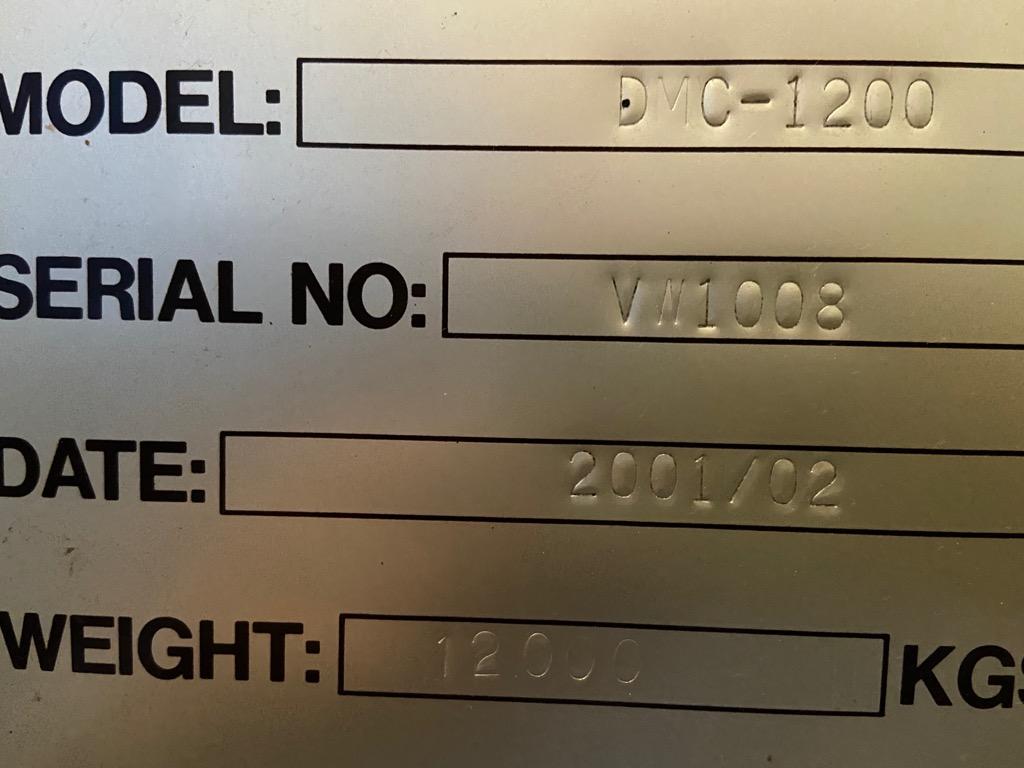 MODEL: DMC-1200
SERIAL NO: VW1008
DATE: 2001/02
WEIGHT: 12000 KGS